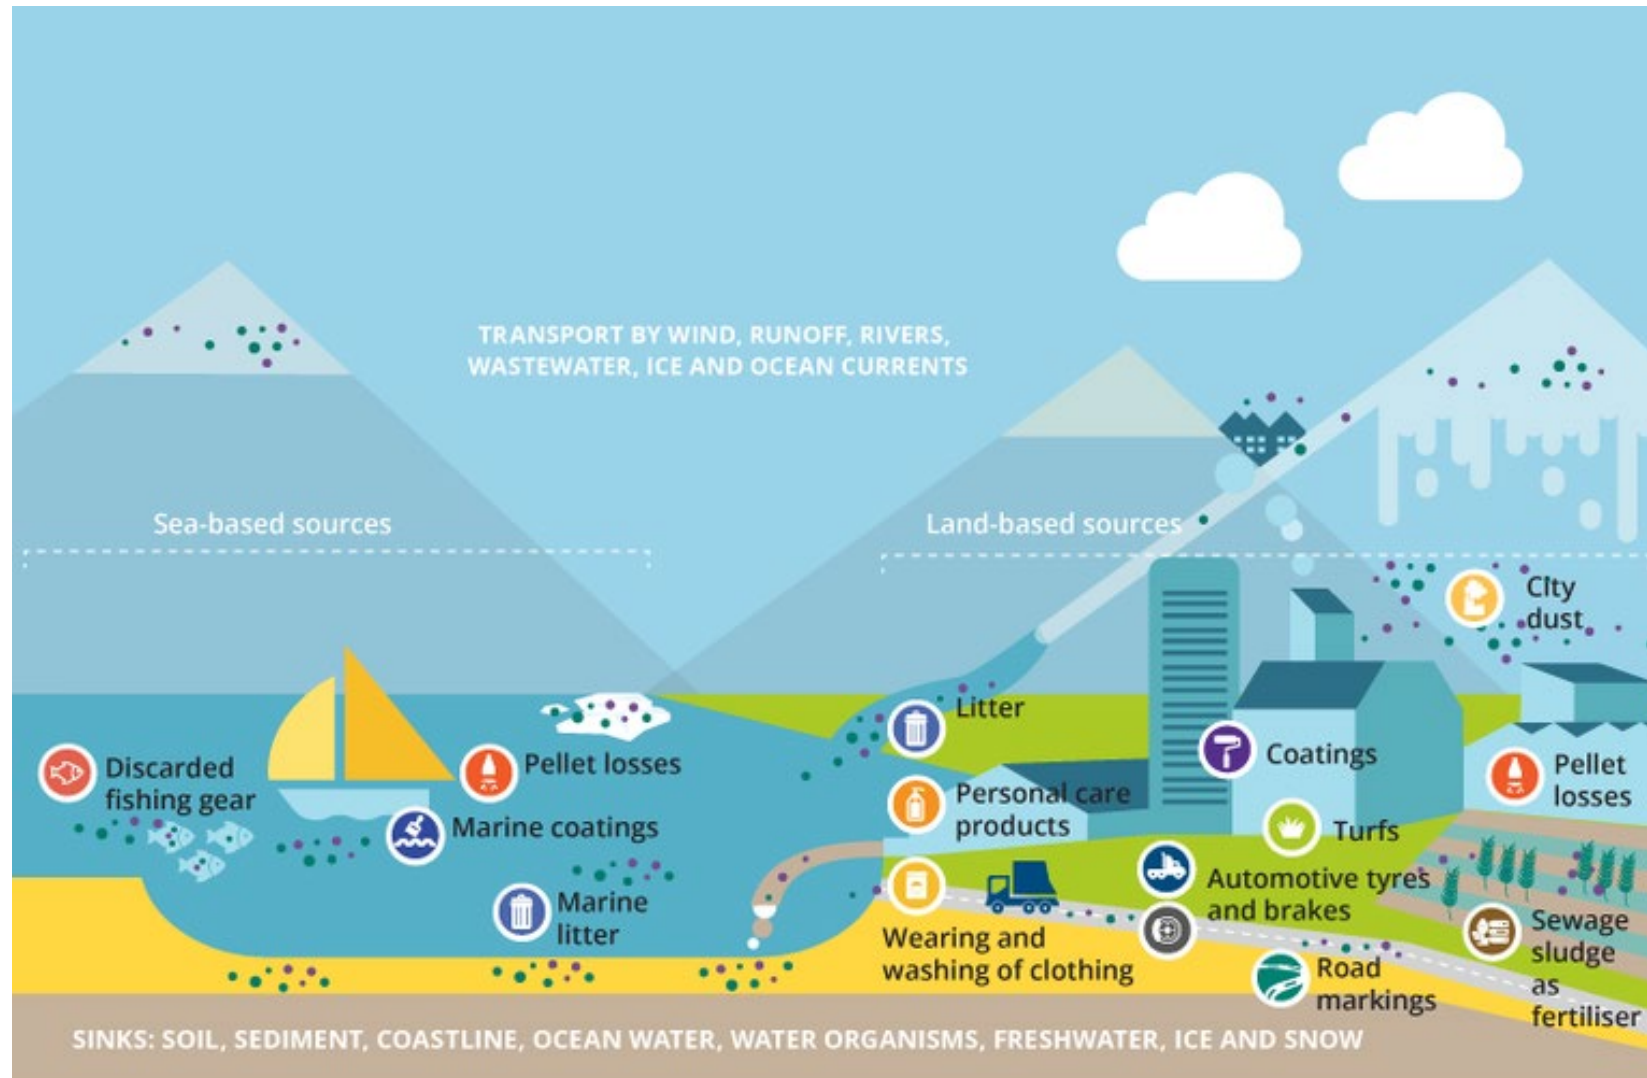 TRANSPORT BY WIND, RUNOFF, RIVERS,
WASTEWATER, ICE AND OCEAN CURRENTS
Sea-based sources
Land-based sources
City
dust
Litter
Discarded
fishing gear
Pellet losses
Marine coatings
Marine
litter
Personal care
products
Coatings
Pellet
losses
Turfs
Automotive tyres
and brakes
Wearing and
washing of clothing
Road
markings
Sewage
sludge
as
fertiliser
SINKS: SOIL, SEDIMENT, COASTLINE, OCEAN WATER, WATER ORGANISMS, FRESHWATER, ICE AND SNOW